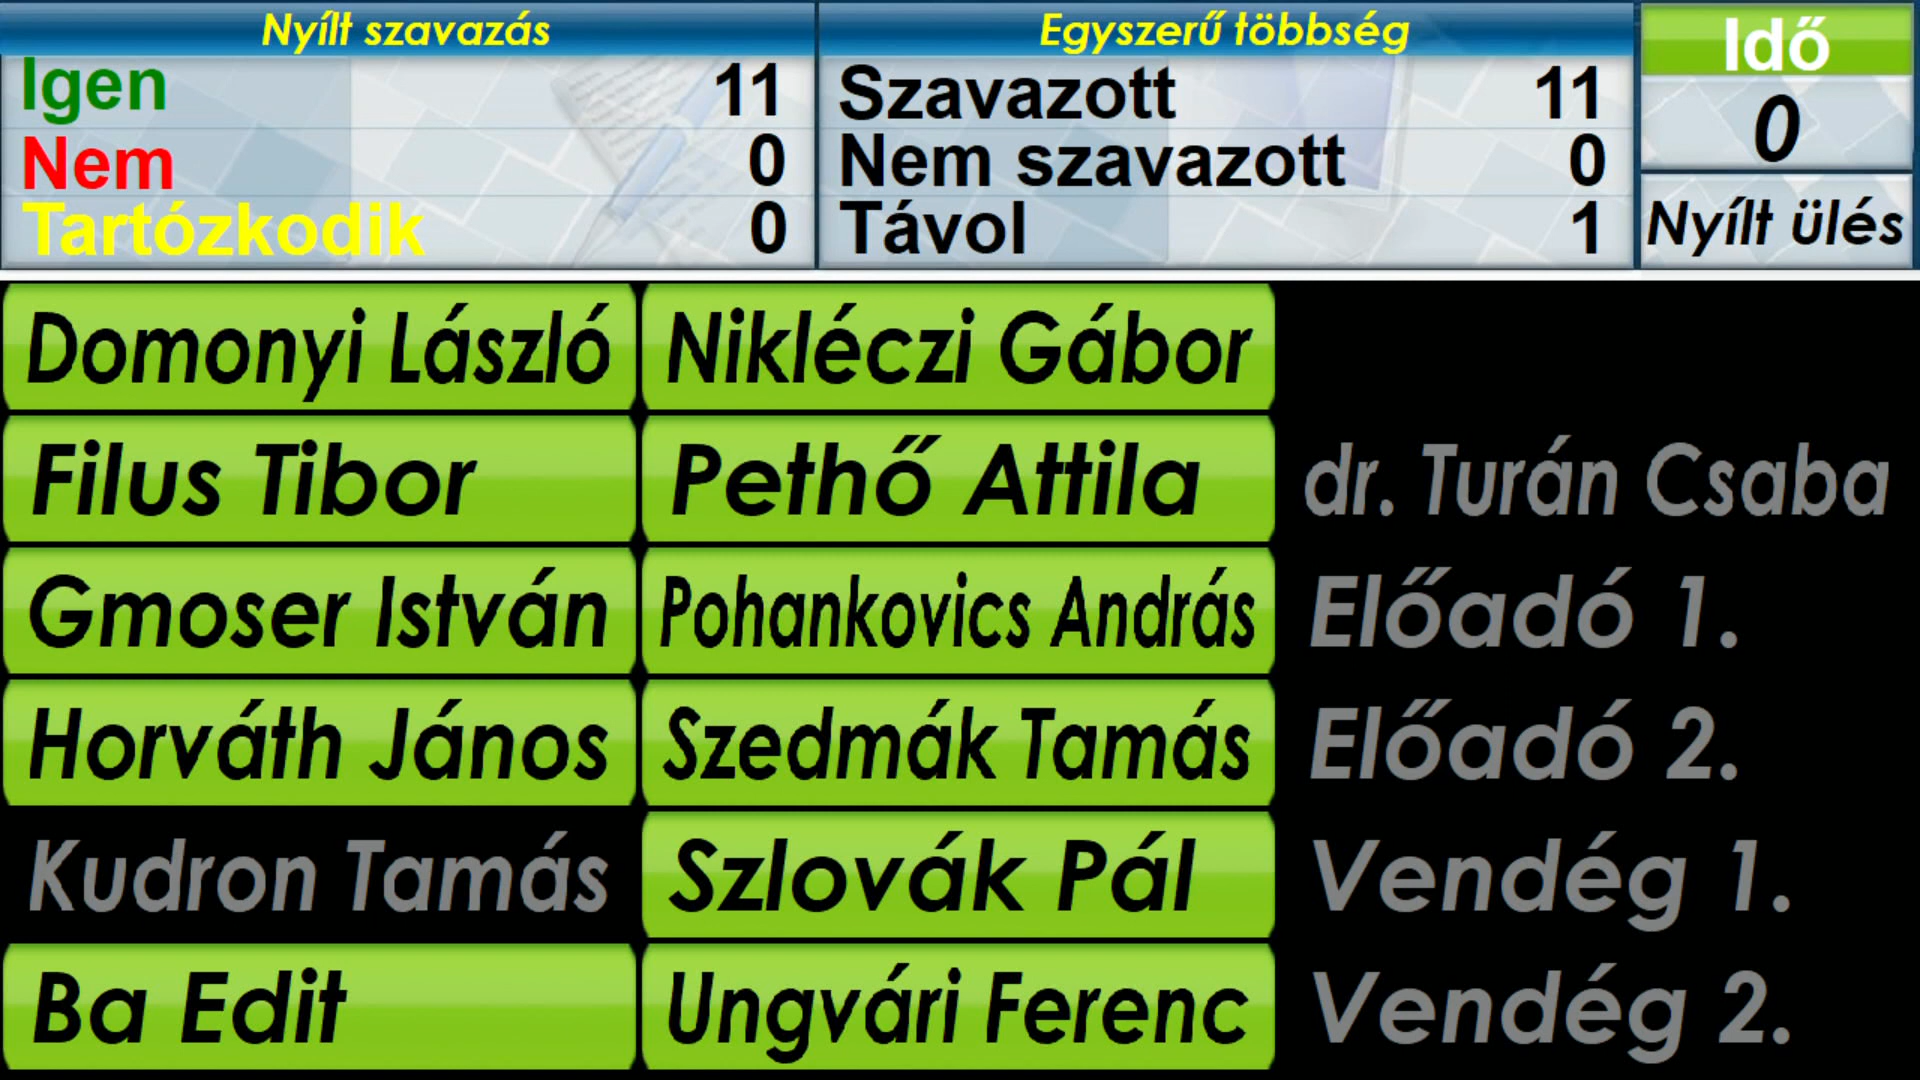 Nyílt szavazás
Igen 11
Nem 0
Tartózkodik 0
Egyszerű többség
Szavazott 11
Nem szavazott 0
Távol 1
Idő
0
Nyílt ülés
Domonyi László
Filus Tibor
Gmoser István
Horváth János
Kudron Tamás
Ba Edit
Nikléczi Gábor
Pethő Attila
Pohankovics András
Szedmák Tamás
Szlovák Pál
Ungvári Ferenc
dr. Turán Csaba
Előadó 1.
Előadó 2.
Vendég 1.
Vendég 2.